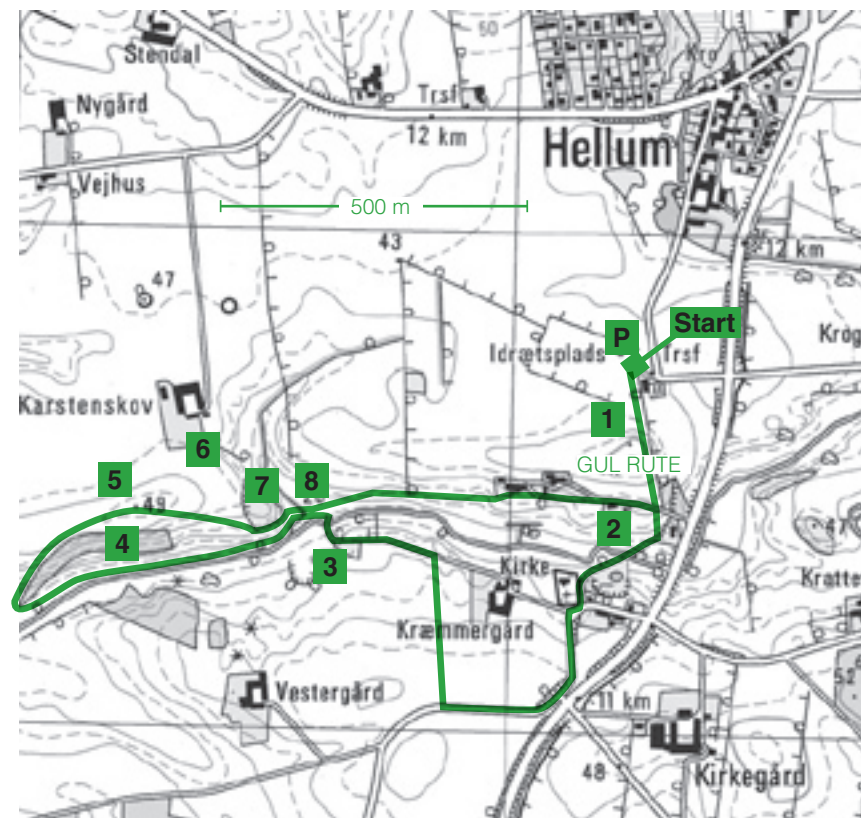 50
Stendal
Kro
Nygård
Trsf
12 km
Hellum
Vejhus
500 m
43
12 km
47
P
Start
Idrætsplads
Trsf
Krog
Karstenskov
1
6
GUL RUTE
5
7
8
49
2
47
4
3
Kirke
Kratte
Kræmmergård
Vestergård
11 km
52
48
Kirkegård